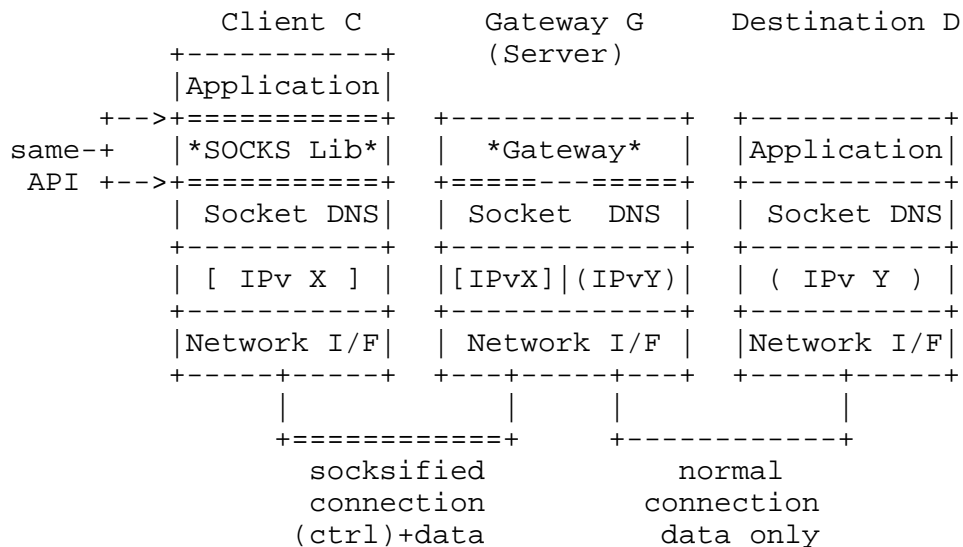 Client C Gateway G Destination D
+-----------+ (Server)
|Application|
+-->+===========+ +-------------+ +-----------+
same-+ |*SOCKS Lib*| | *Gateway* | |Application|
API +-->+===========+ +=====---=====+ +-----------+
| Socket DNS| | Socket DNS | | Socket DNS|
+-----------+ +-------------+ +-----------+
| [ IPv X ] | |[IPvX]|(IPvY)| | ( IPv Y ) |
+-----------+ +-------------+ +-----------+
|Network I/F| | Network I/F | |Network I/F|
+-----+-----+ +---+-----+---+ +-----+-----+
| | | |
+============+ +------------+
socksified normal
connection connection
(ctrl)+data data only